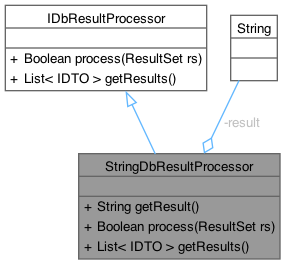 IDbResultProcessor
+ Boolean process(ResultSet rs)
+ List< IDTO > getResults()
String
-result
StringDbResultProcessor
+ String getResult()
+ Boolean process(ResultSet rs)
+ List< IDTO > getResults()